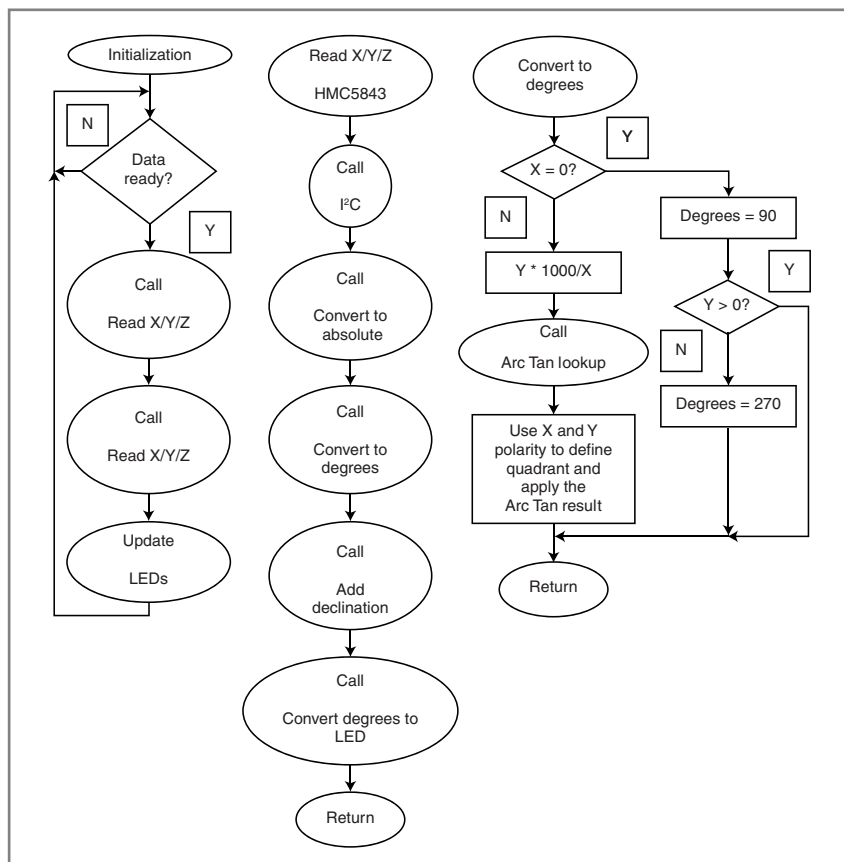 Initialization
N
Data
ready?
Y
Call
Read X/Y/Z
Call
Read X/Y/Z
Update
LEDs
Read X/Y/Z
HMC5843
Call
I²C
Call
Convert to
absolute
Call
Convert to
degrees
Call
Add
declination
Call
Convert degrees to
LED
Return
Convert to
degrees
Y
X = 0?
N
Degrees = 90
Y * 1000/X
Y
Y > 0?
Call
Arc Tan lookup
N
Degrees = 270
Use X and Y
polarity to define
quadrant and
apply the
Arc Tan result
Return